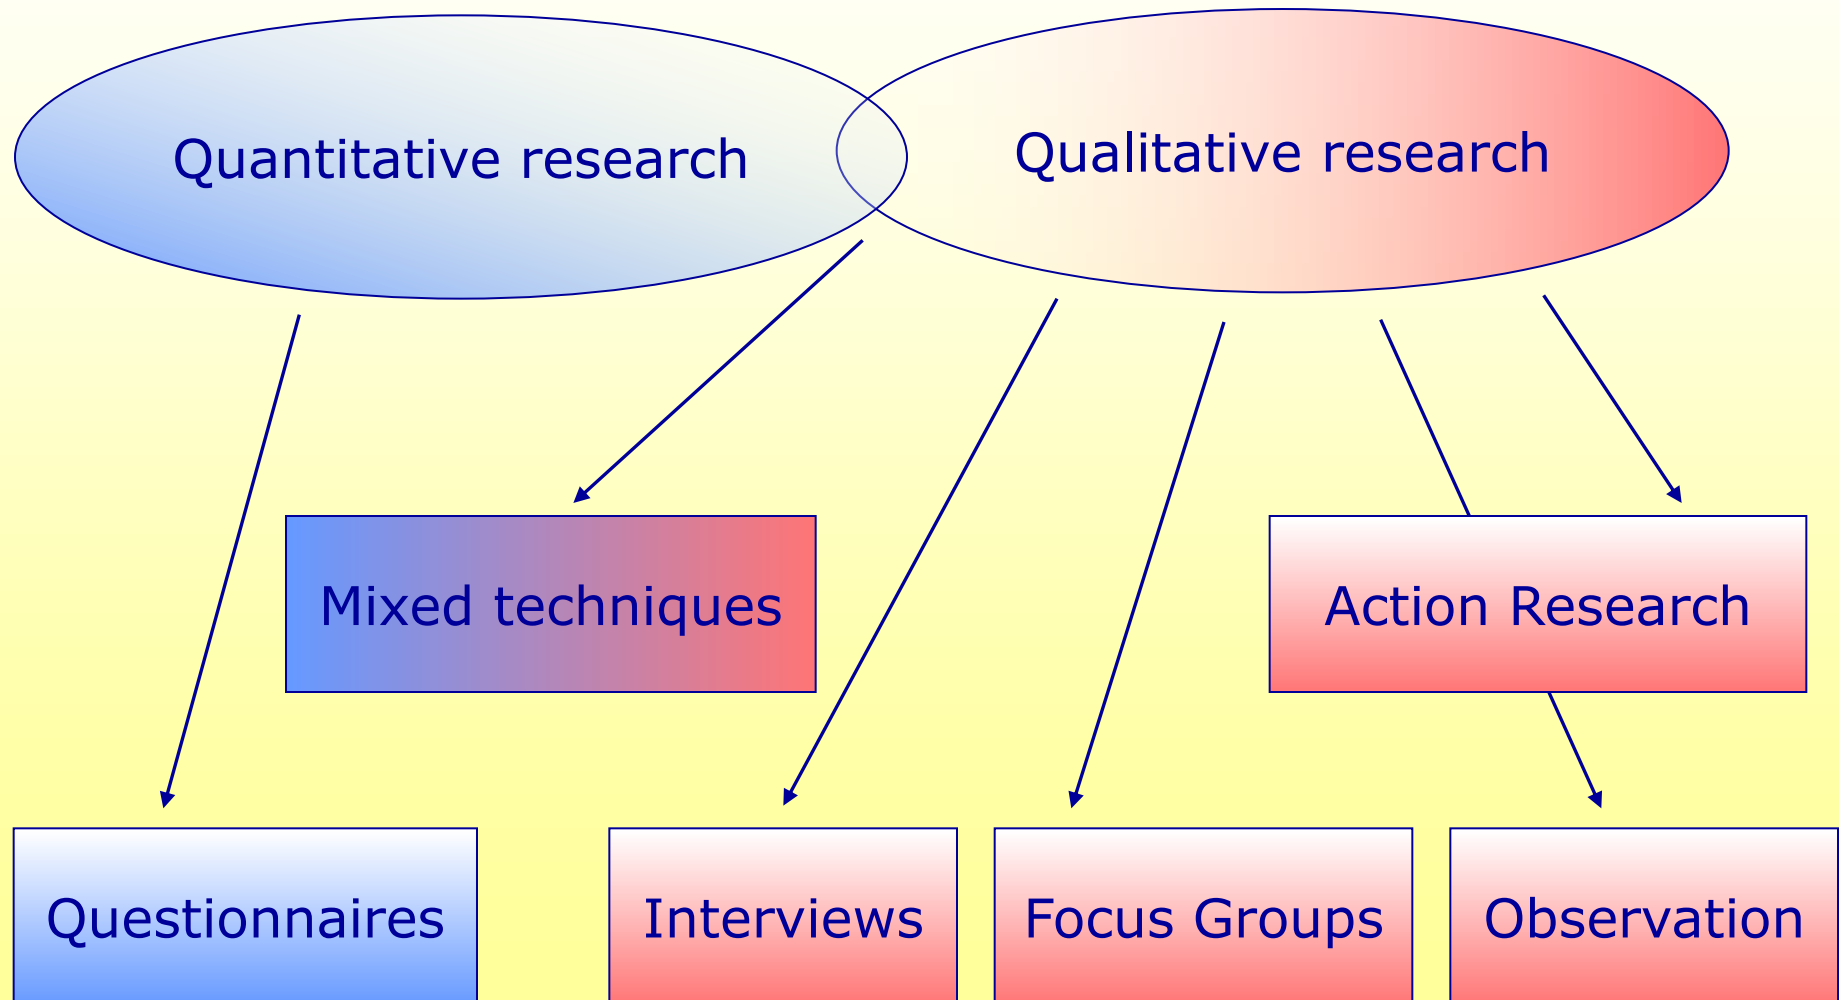 Quantitative research
Qualitative research
Mixed techniques
Action Research
Questionnaires
Interviews
Focus Groups
Observation